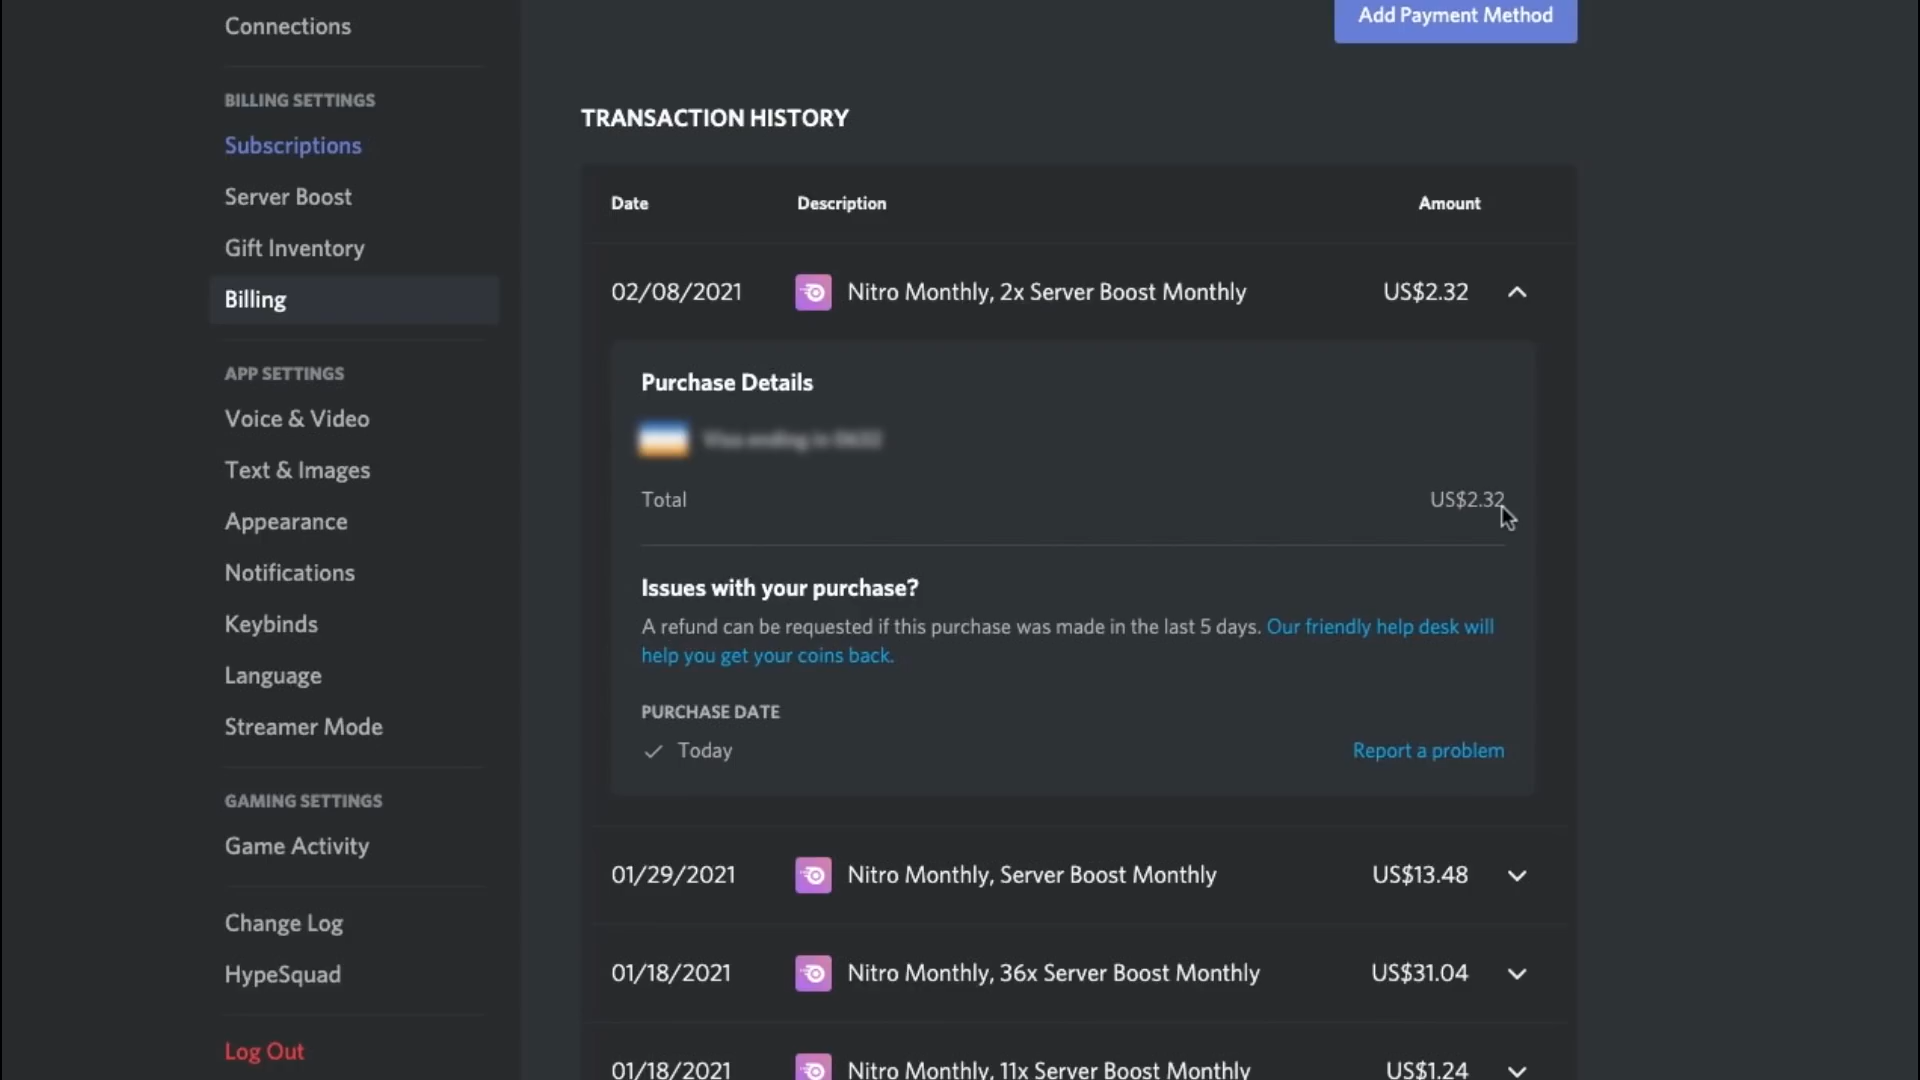 Connections
BILLING SETTINGS
Subscriptions
Server Boost
Gift Inventory
Billing
APP SETTINGS
Voice & Video
Text & Images
Appearance
Notifications
Keybinds
Language
Streamer Mode
GAMING SETTINGS
Game Activity
Change Log
HypeSquad
Log Out
Add Payment Method
TRANSACTION HISTORY
Date Description Amount
02/08/2021 Nitro Monthly, 2x Server Boost Monthly US$2.32
Purchase Details
Total US$2.32
Issues with your purchase?
A refund can be requested if this purchase was made in the last 5 days. Our friendly help desk will
help you get your coins back.
PURCHASE DATE
Today Report a problem
01/29/2021 Nitro Monthly, Server Boost Monthly US$13.48
01/18/2021 Nitro Monthly, 36x Server Boost Monthly US$31.04
01/18/2021 Nitro Monthly, 11x Server Boost Monthly US$1.24